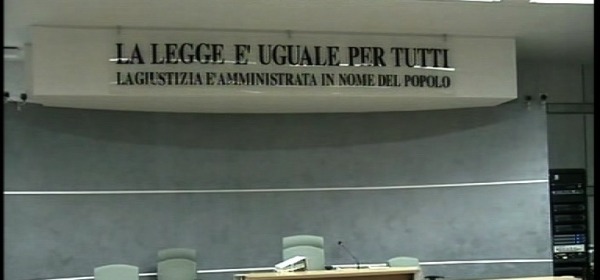 LA LEGGE E' UGUALE PER TUTTI
LA GIUSTIZIA E' AMMINISTRATA IN NOME DEL POPOLO